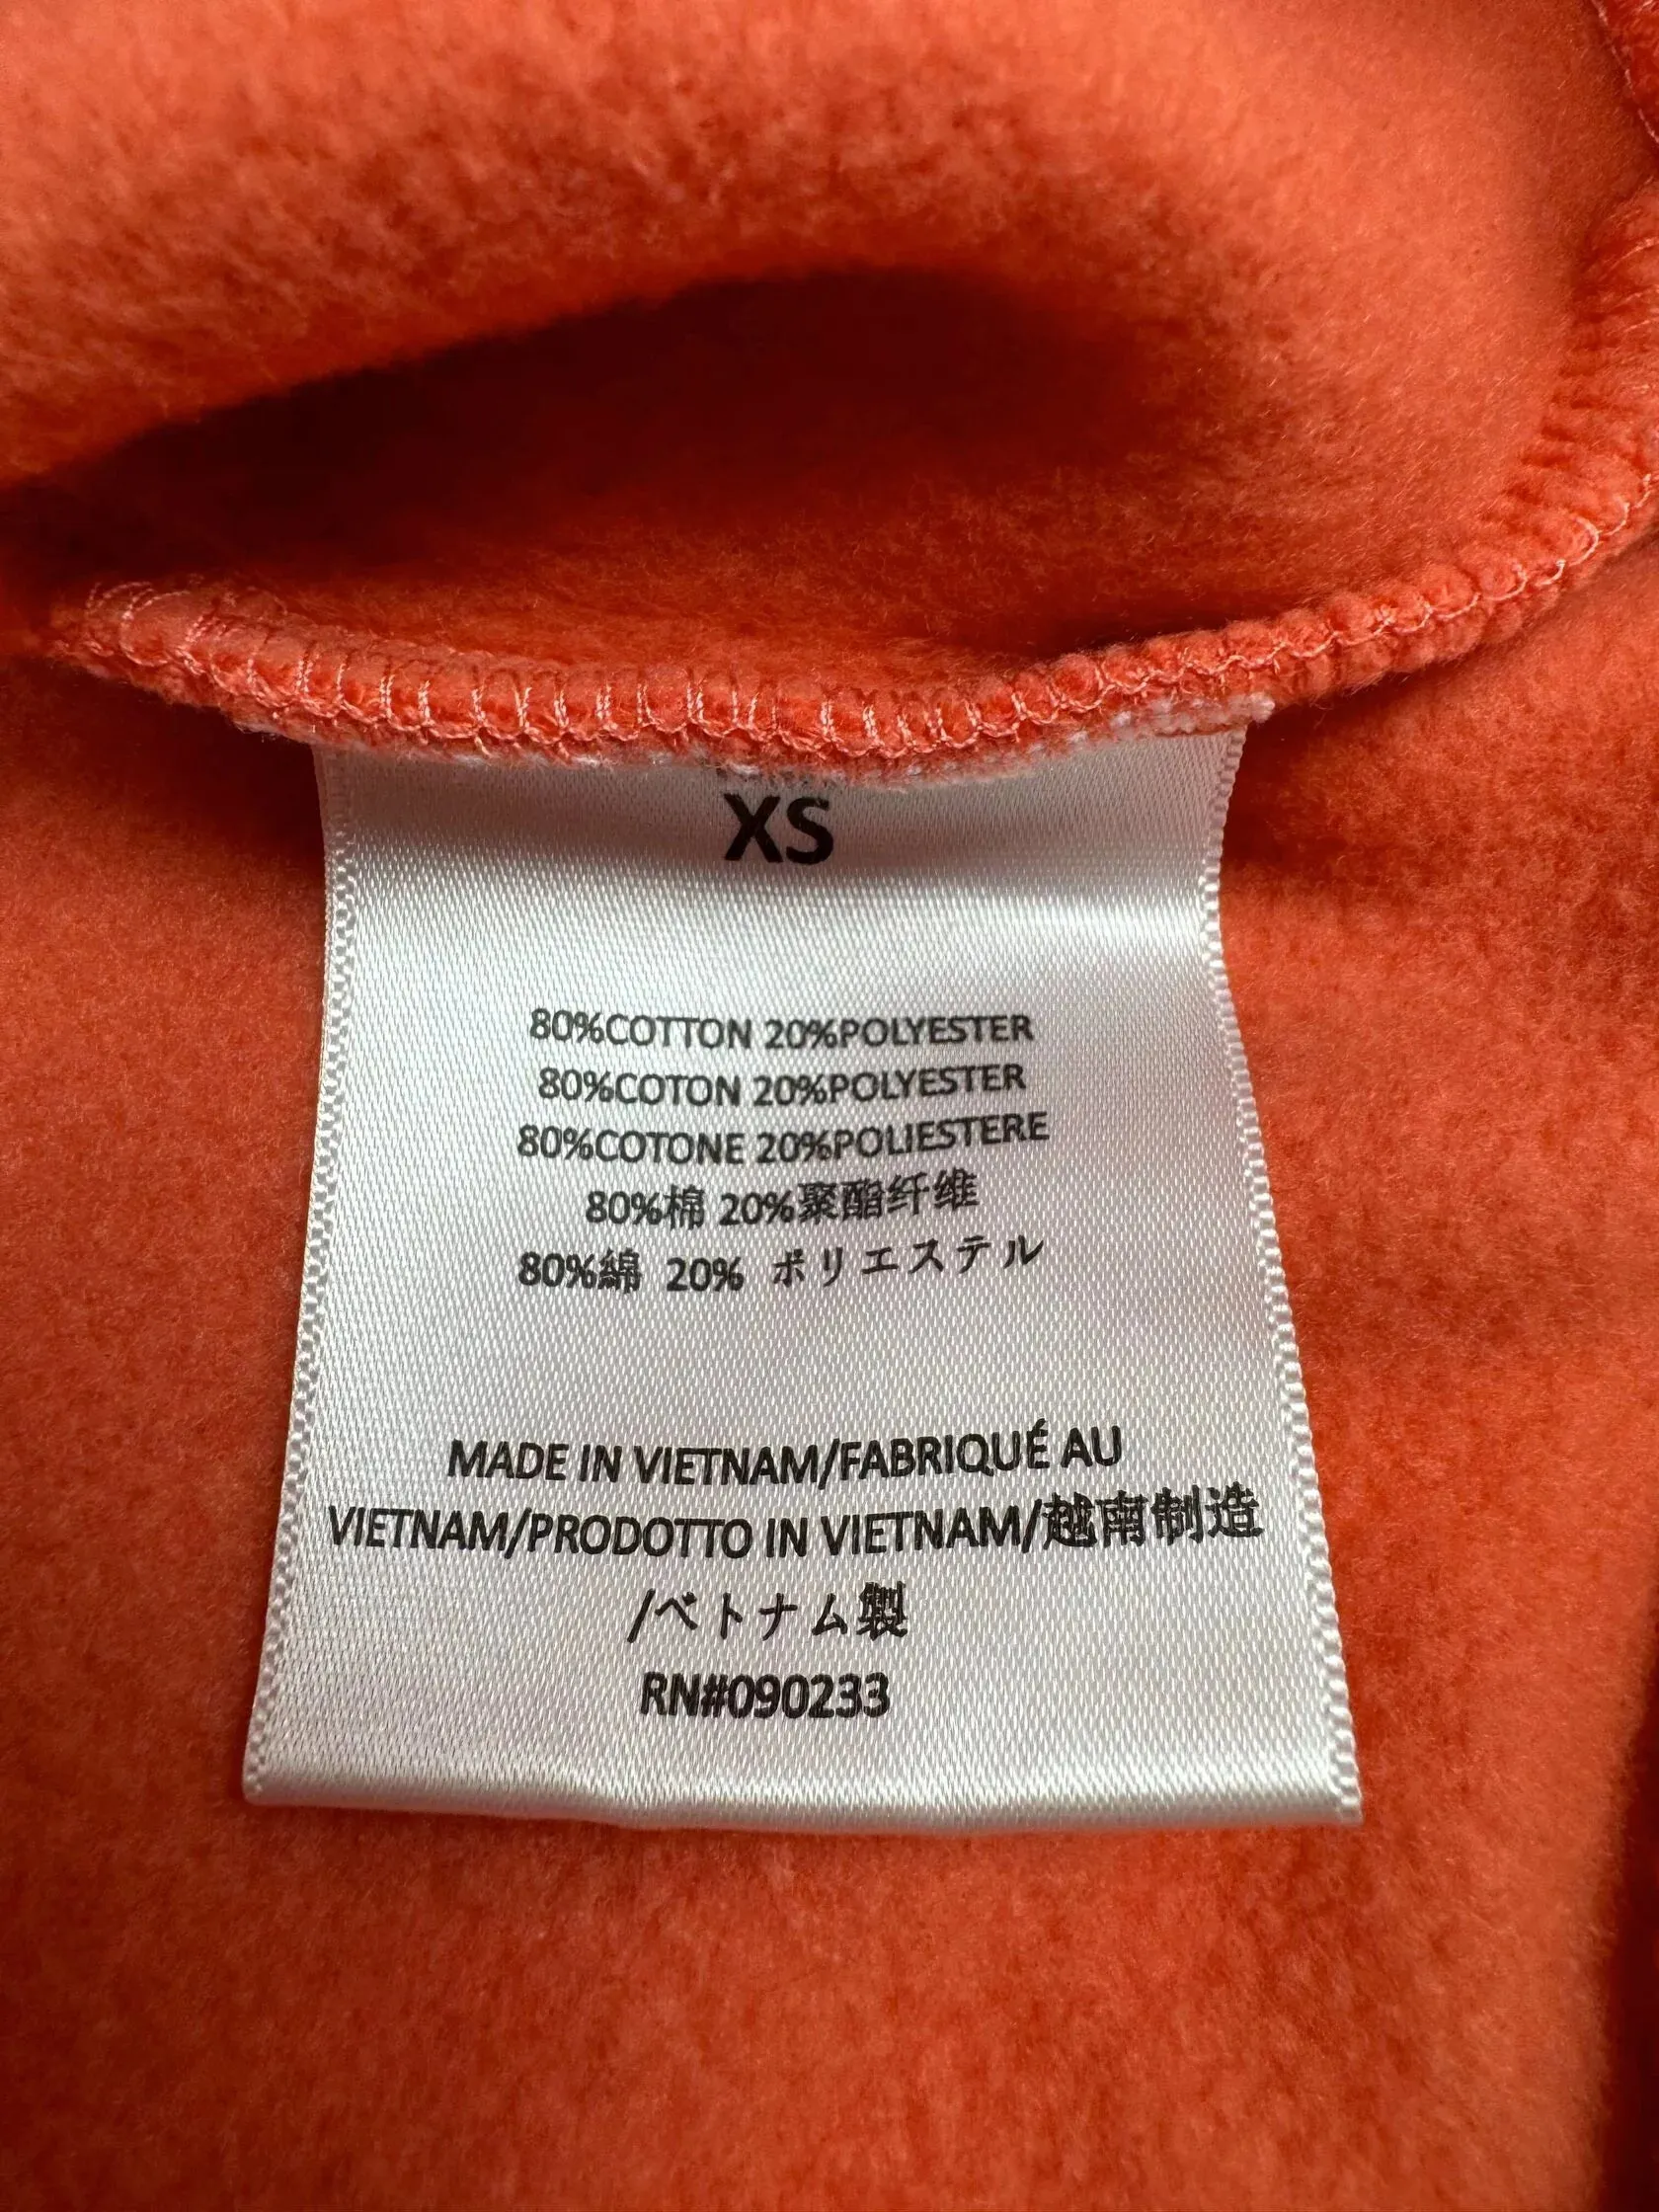 XS
80%COTTON 20%POLYESTER
80%COTON 20%POLYESTER
80%COTONE 20%POLIESTERE
80%棉 20%聚酯纤维
80%綿 20% ポリエステル
MADE IN VIETNAM/FABRIQUÉ AU
VIETNAM/PRODOTTO IN VIETNAM/越南制造
/ベトナム製
RN#090233